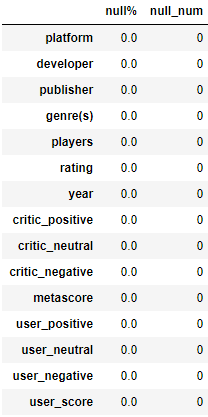 null% null_num
platform 0.0 0
developer 0.0 0
publisher 0.0 0
genre(s) 0.0 0
players 0.0 0
rating 0.0 0
year 0.0 0
critic_positive 0.0 0
critic_neutral 0.0 0
critic_negative 0.0 0
metascore 0.0 0
user_positive 0.0 0
user_neutral 0.0 0
user_negative 0.0 0
user_score 0.0 0